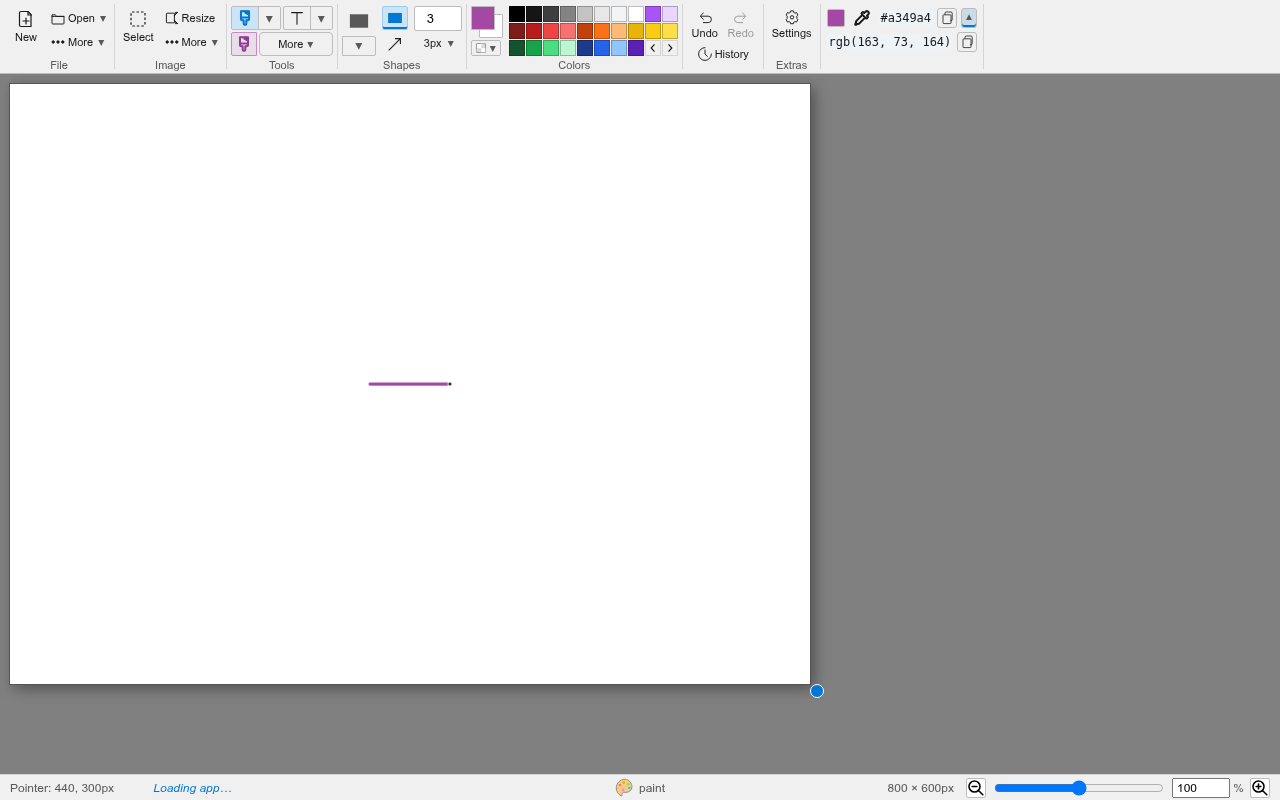 New
Open
More
File
Select
Resize
More
Image
More
Tools
3
3px
Shapes
Colors
Undo
Redo
History
Settings
Extras
#a349a4
rgb(163, 73, 164)
Pointer: 440, 300px
Loading app…
paint
800 × 600px
100
%